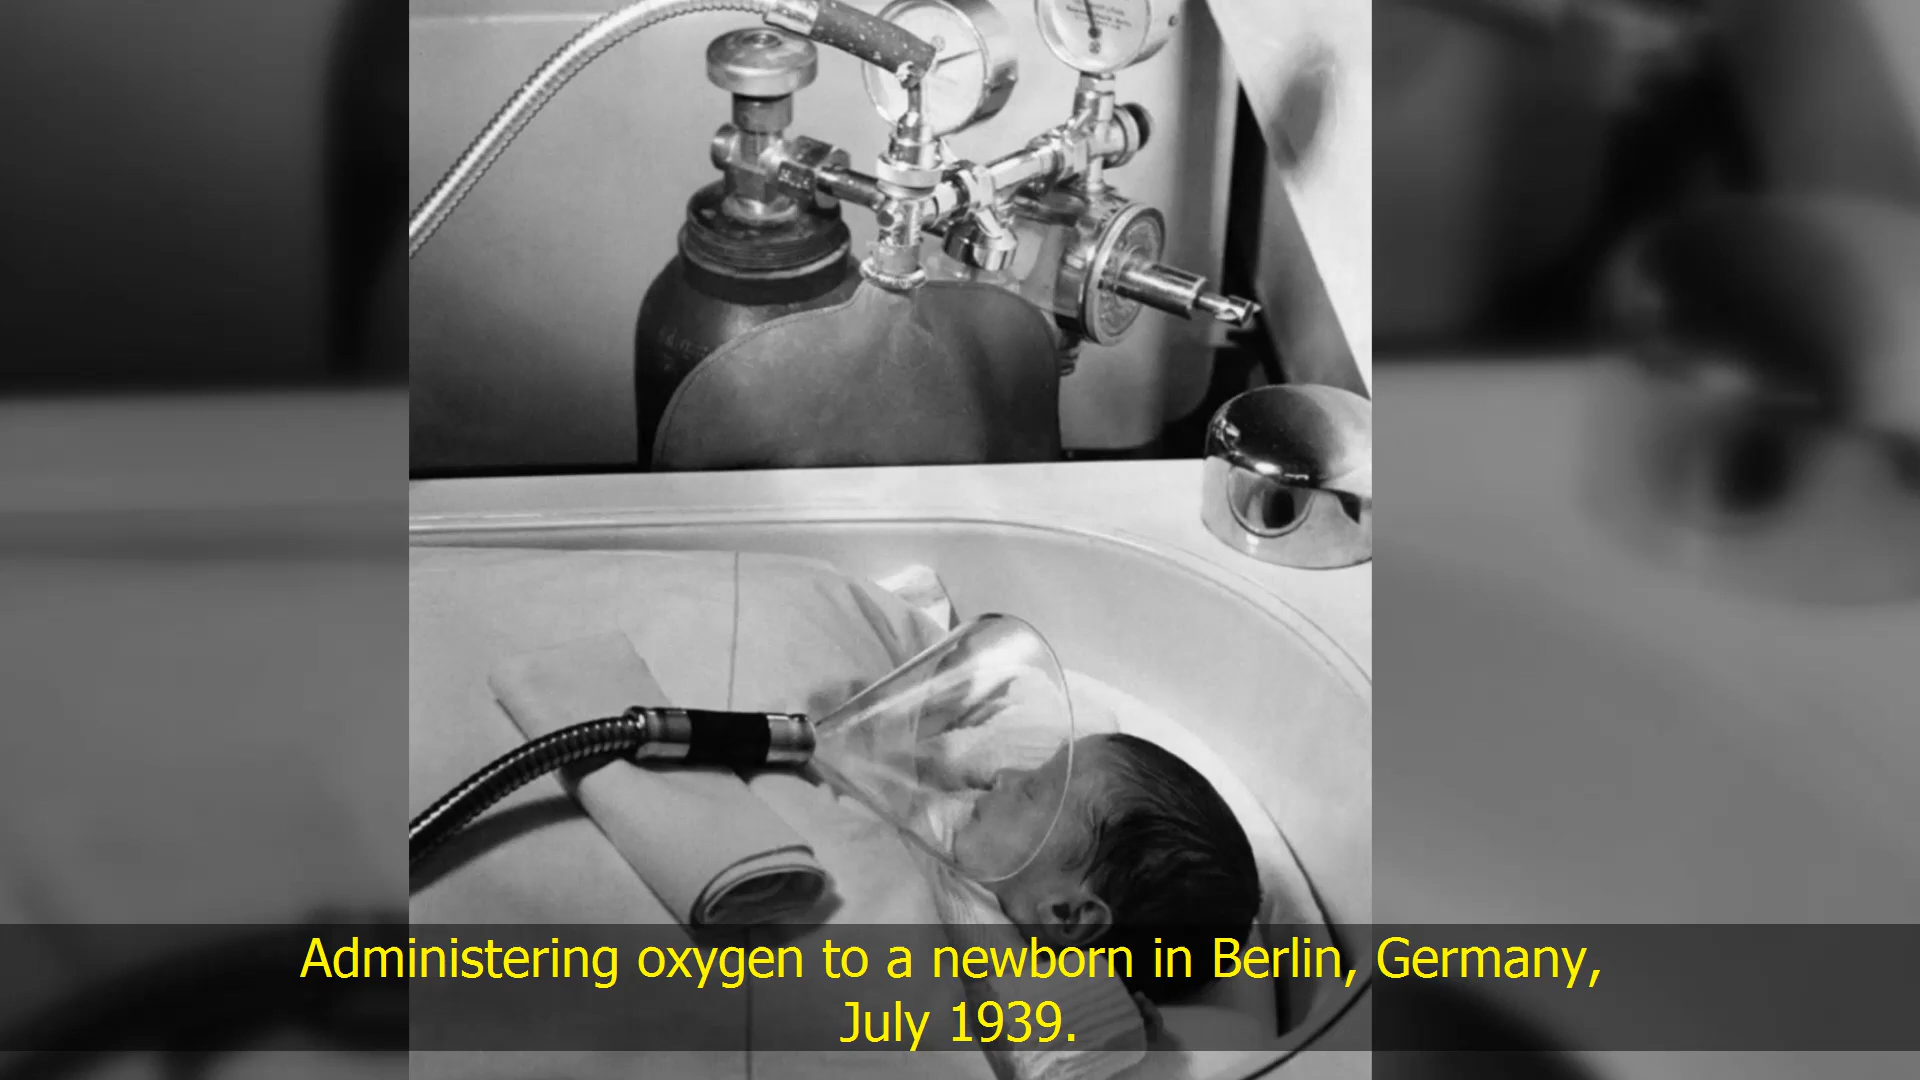 Administering oxygen to a newborn in Berlin, Germany,
July 1939.